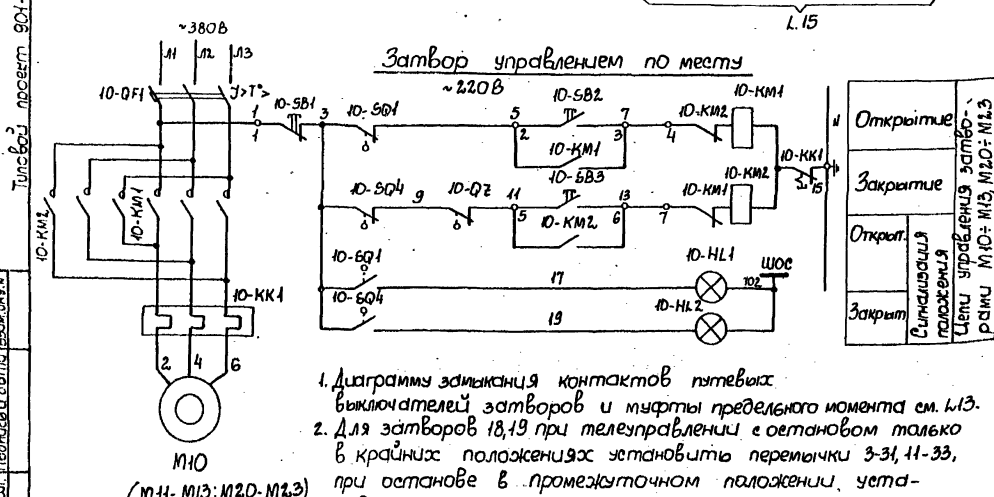 L.15
Типовой проект 901-
~380В
Л1 Л2 Л3
Затвор управлением по месту
~220В
10-QF1
J>T°>
1
1
10-SB1
3
10-SQ1
5
2
10-SB2
7
3
4
10-KM2
10-KM1
10-KM1
10-KK1
15
N
10-SQ4
9
10-Q7
11
5
10-SB3
13
6
7
10-KM1
10-KM2
10-KM2
10-KM2
10-KM1
10-SQ1
17
10-HL1
ШОС
102
10-SQ4
19
10-HL2
10-KK1
2 4 6
М10
(М11-М13; М20-М23)
Открытие
Закрытие
Открыт.
Закрыт
Сигнализация
положения
Цепи управления затво-
рами М10÷М13, М20÷М23
1. Диаграмму замыкания контактов путевых
выключателей затворов и муфты предельного момента см. L13.
2. Для затворов 18,19 при телеуправлении с остановом только
в крайних положениях установить перемычки 3-31, 11-33,
при останове в промежуточном положении уста-